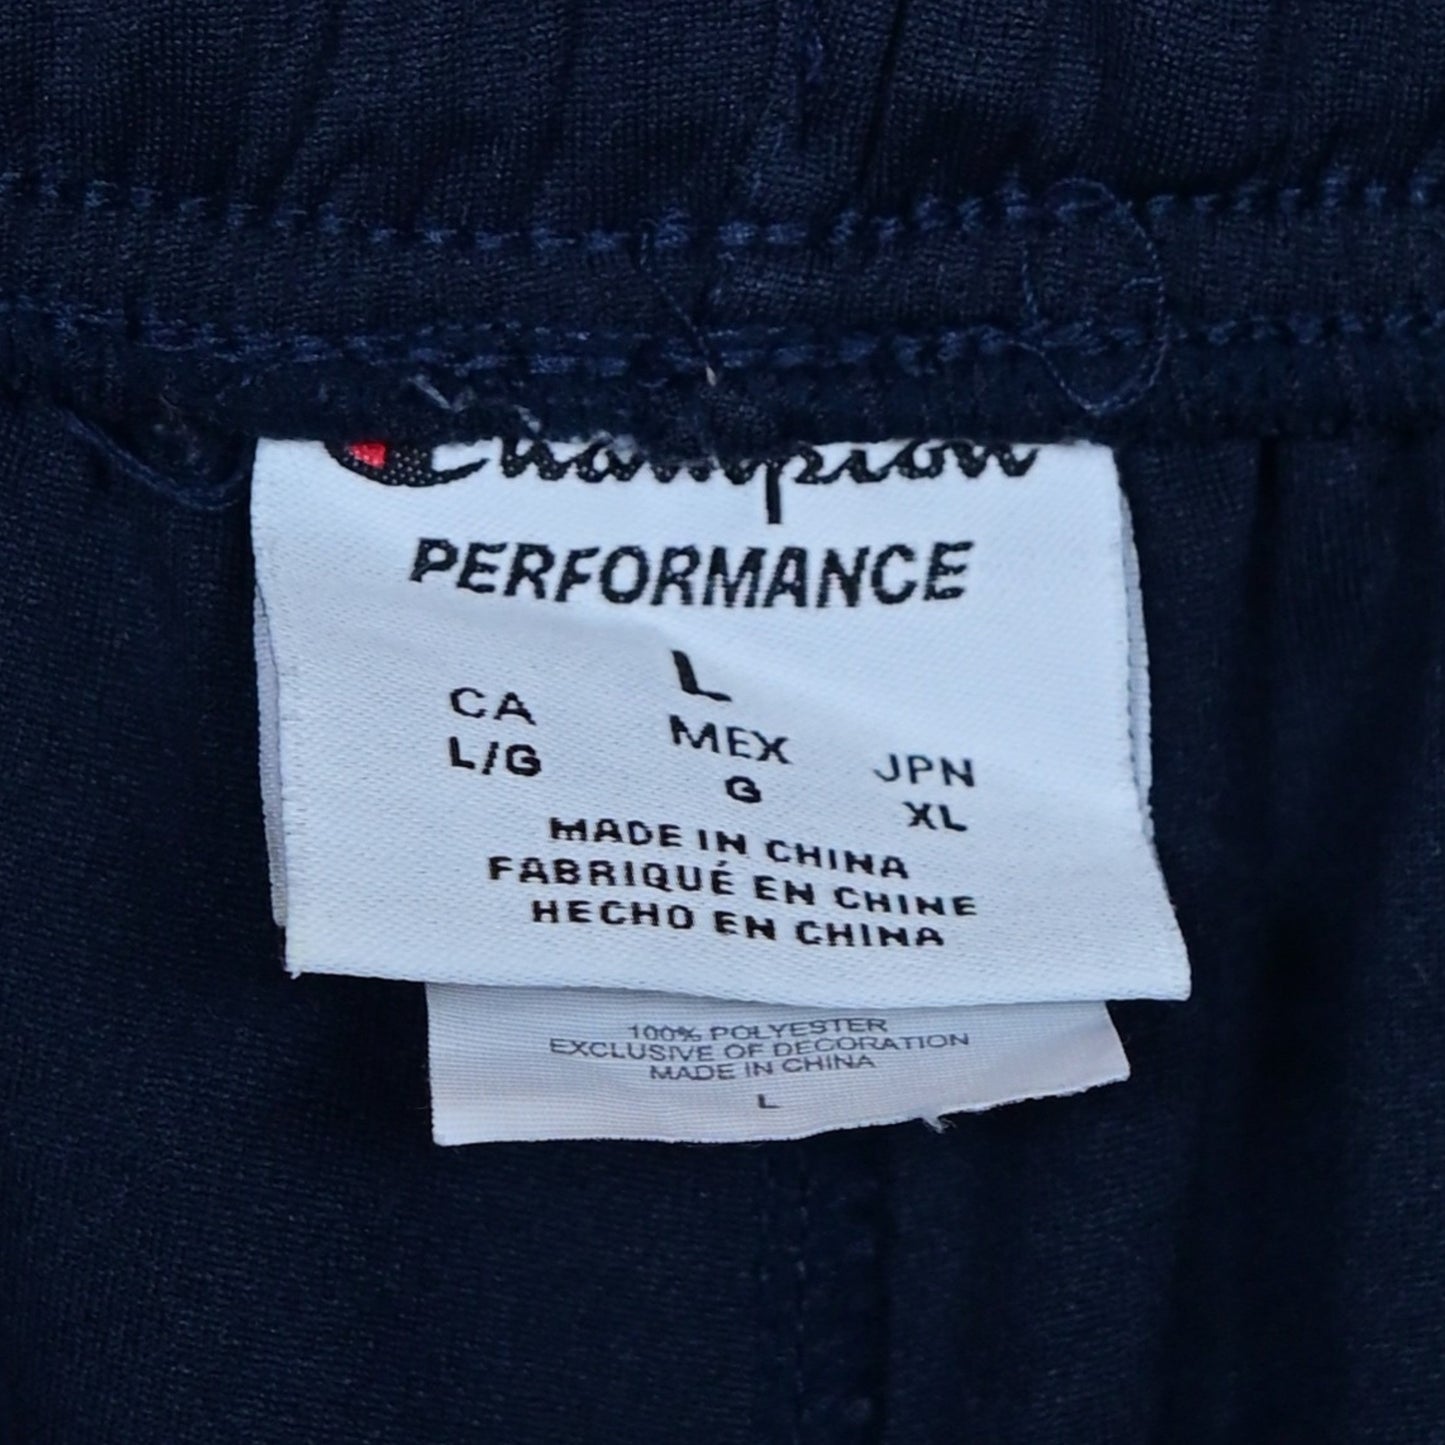 Champion
PERFORMANCE
L
CA MEX JPN
L/G G XL
MADE IN CHINA
FABRIQUÉ EN CHINE
HECHO EN CHINA
100% POLYESTER
EXCLUSIVE OF DECORATION
MADE IN CHINA
L